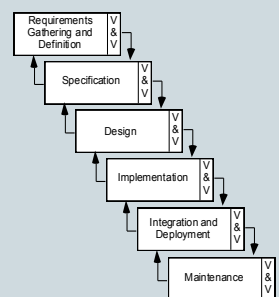 Requirements
Gathering and
Definition
V
&
V
Specification
V
&
V
Design
V
&
V
Implementation
V
&
V
Integration and
Deployment
V
&
V
Maintenance
V
&
V